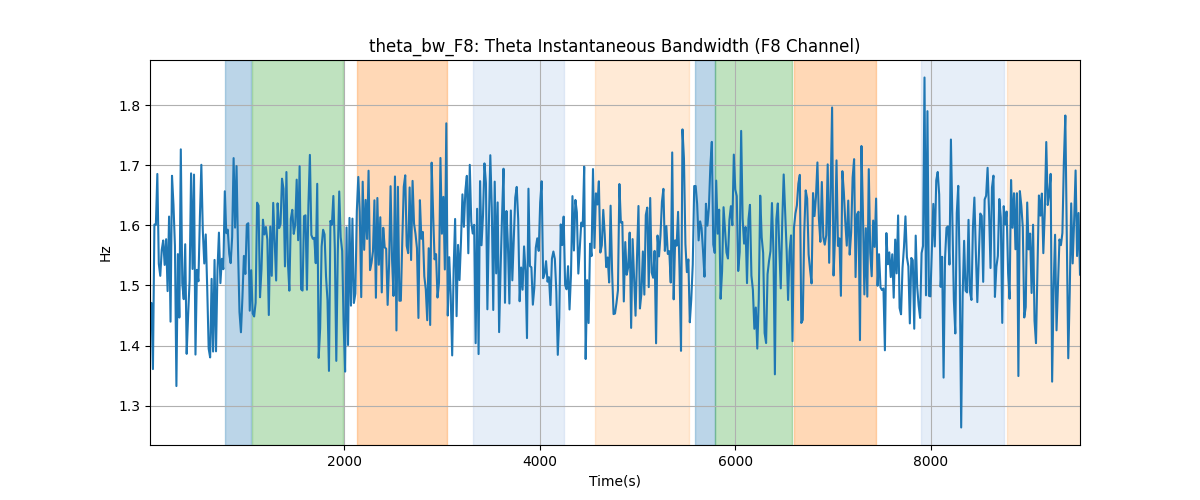 theta_bw_F8: Theta Instantaneous Bandwidth (F8 Channel)
1.8
1.7
1.6
1.5
1.4
1.3
Hz
2000 4000 6000 8000
Time(s)